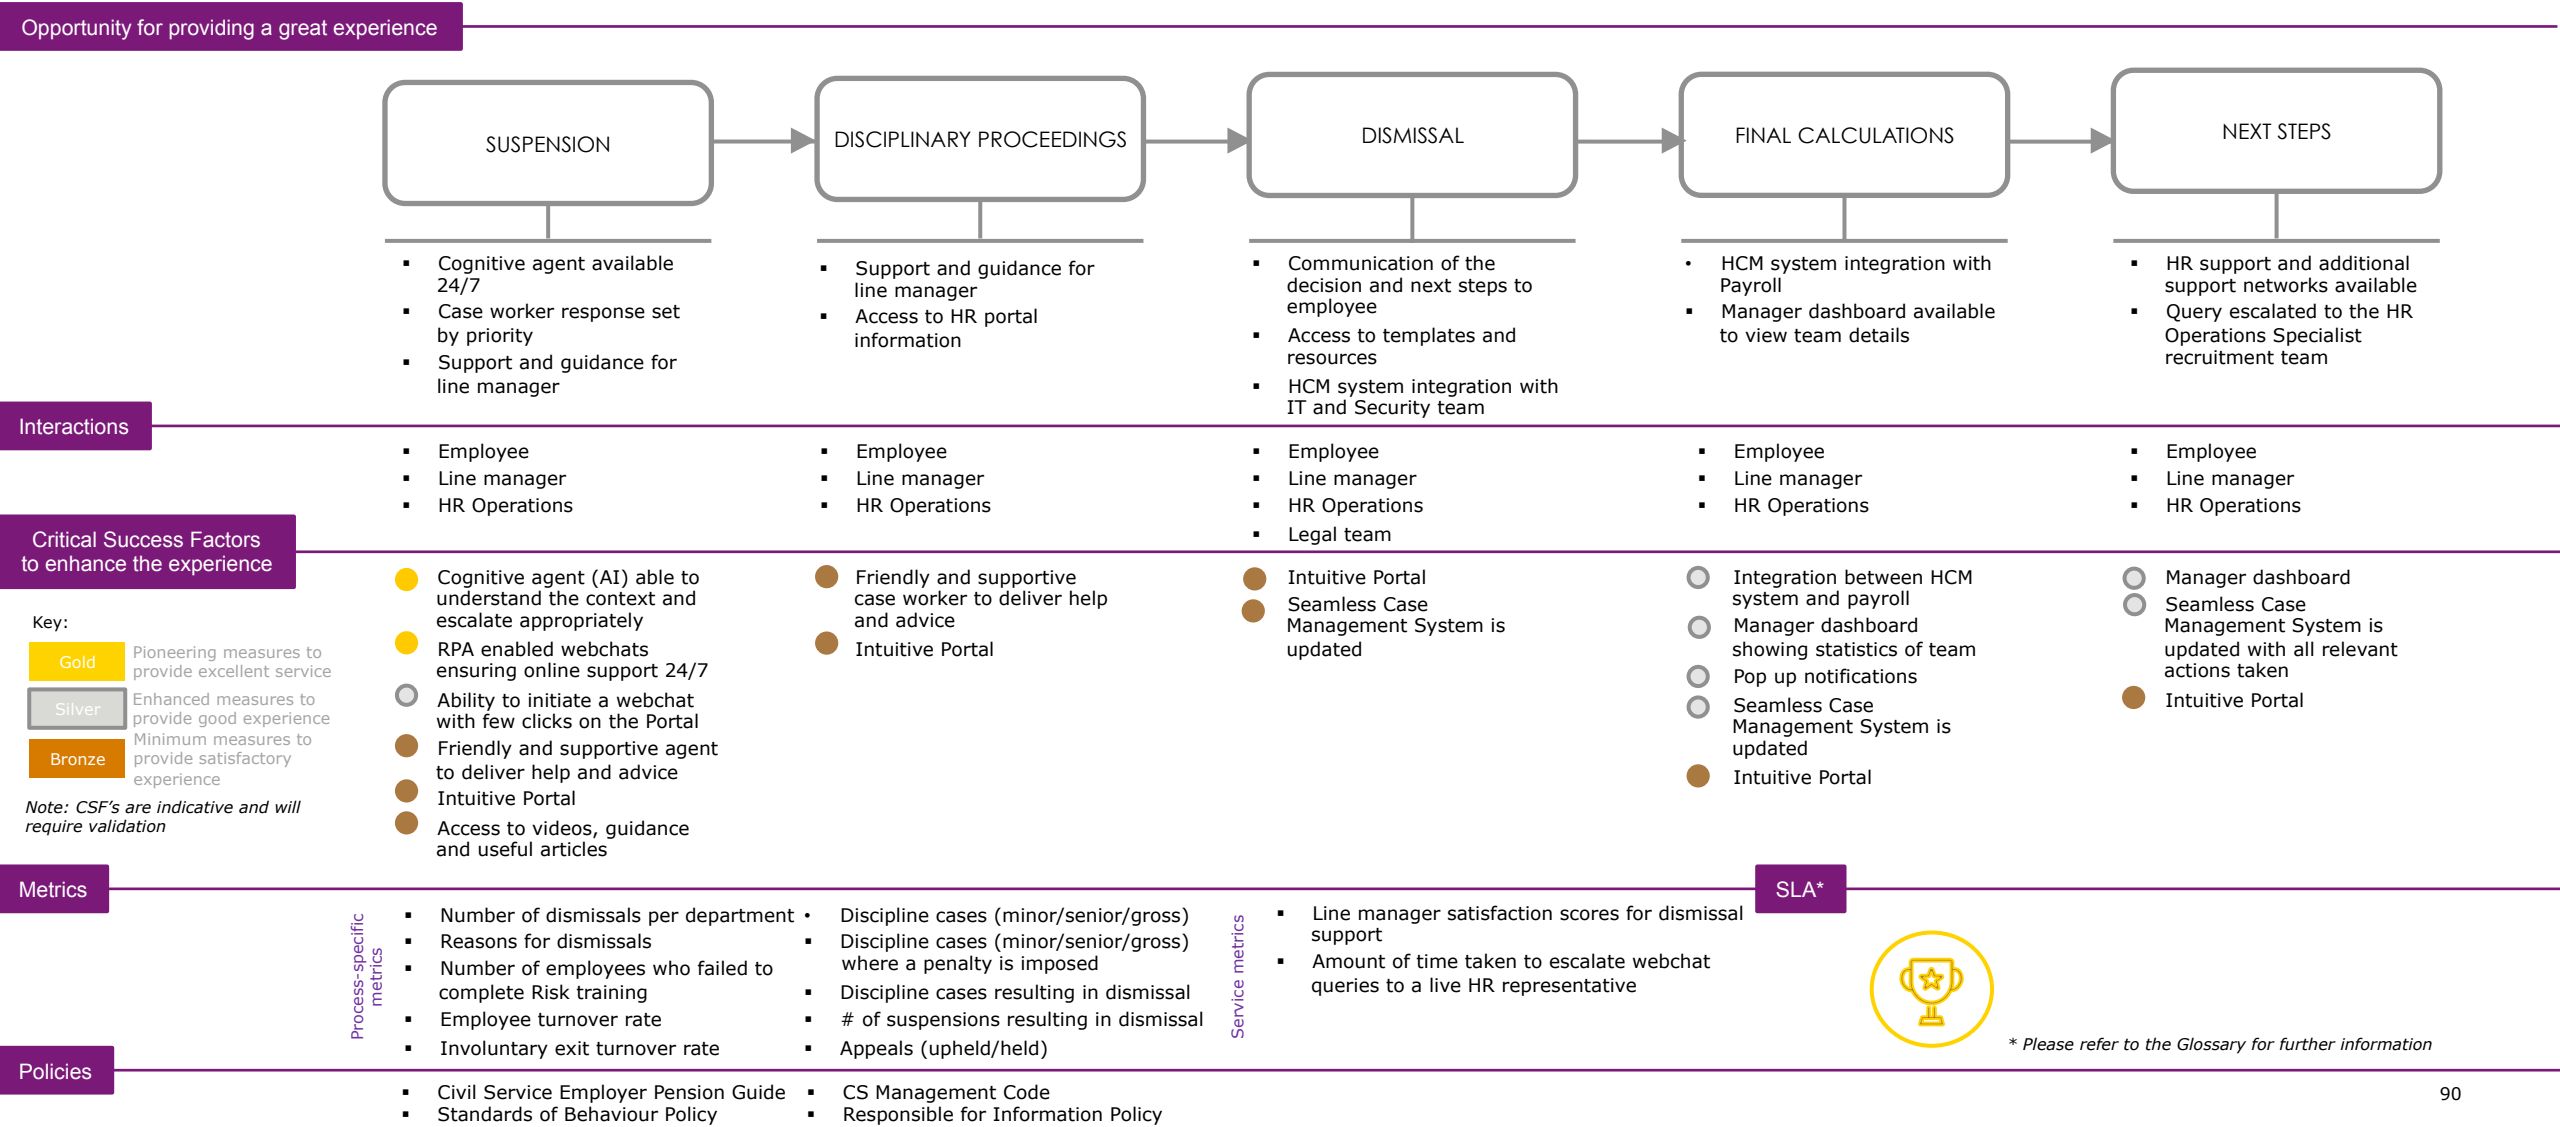 Opportunity for providing a great experience
SUSPENSION
DISCIPLINARY PROCEEDINGS
DISMISSAL
FINAL CALCULATIONS
NEXT STEPS
▪ Cognitive agent available
24/7
▪ Case worker response set
by priority
▪ Support and guidance for
line manager
▪ Support and guidance for
line manager
▪ Access to HR portal
information
▪ Communication of the
decision and next steps to
employee
▪ Access to templates and
resources
▪ HCM system integration with
IT and Security team
• HCM system integration with
Payroll
▪ Manager dashboard available
to view team details
▪ HR support and additional
support networks available
▪ Query escalated to the HR
Operations Specialist
recruitment team
Interactions
▪ Employee
▪ Line manager
▪ HR Operations
▪ Employee
▪ Line manager
▪ HR Operations
▪ Employee
▪ Line manager
▪ HR Operations
▪ Legal team
▪ Employee
▪ Line manager
▪ HR Operations
▪ Employee
▪ Line manager
▪ HR Operations
Critical Success Factors
to enhance the experience
Key:
Gold
Pioneering measures to
provide excellent service
Silver
Enhanced measures to
provide good experience
Bronze
Minimum measures to
provide satisfactory
experience
Note: CSF’s are indicative and will
require validation
Cognitive agent (AI) able to
understand the context and
escalate appropriately
RPA enabled webchats
ensuring online support 24/7
Ability to initiate a webchat
with few clicks on the Portal
Friendly and supportive agent
to deliver help and advice
Intuitive Portal
Access to videos, guidance
and useful articles
Friendly and supportive
case worker to deliver help
and advice
Intuitive Portal
Intuitive Portal
Seamless Case
Management System is
updated
Integration between HCM
system and payroll
Manager dashboard
showing statistics of team
Pop up notifications
Seamless Case
Management System is
updated
Intuitive Portal
Manager dashboard
Seamless Case
Management System is
updated with all relevant
actions taken
Intuitive Portal
Metrics
SLA*
Process-specific
metrics
▪ Number of dismissals per department
▪ Reasons for dismissals
▪ Number of employees who failed to
complete Risk training
▪ Employee turnover rate
▪ Involuntary exit turnover rate
• Discipline cases (minor/senior/gross)
▪ Discipline cases (minor/senior/gross)
where a penalty is imposed
▪ Discipline cases resulting in dismissal
▪ # of suspensions resulting in dismissal
▪ Appeals (upheld/held)
Service metrics
▪ Line manager satisfaction scores for dismissal
support
▪ Amount of time taken to escalate webchat
queries to a live HR representative
* Please refer to the Glossary for further information
Policies
▪ Civil Service Employer Pension Guide
▪ Standards of Behaviour Policy
▪ CS Management Code
▪ Responsible for Information Policy
90